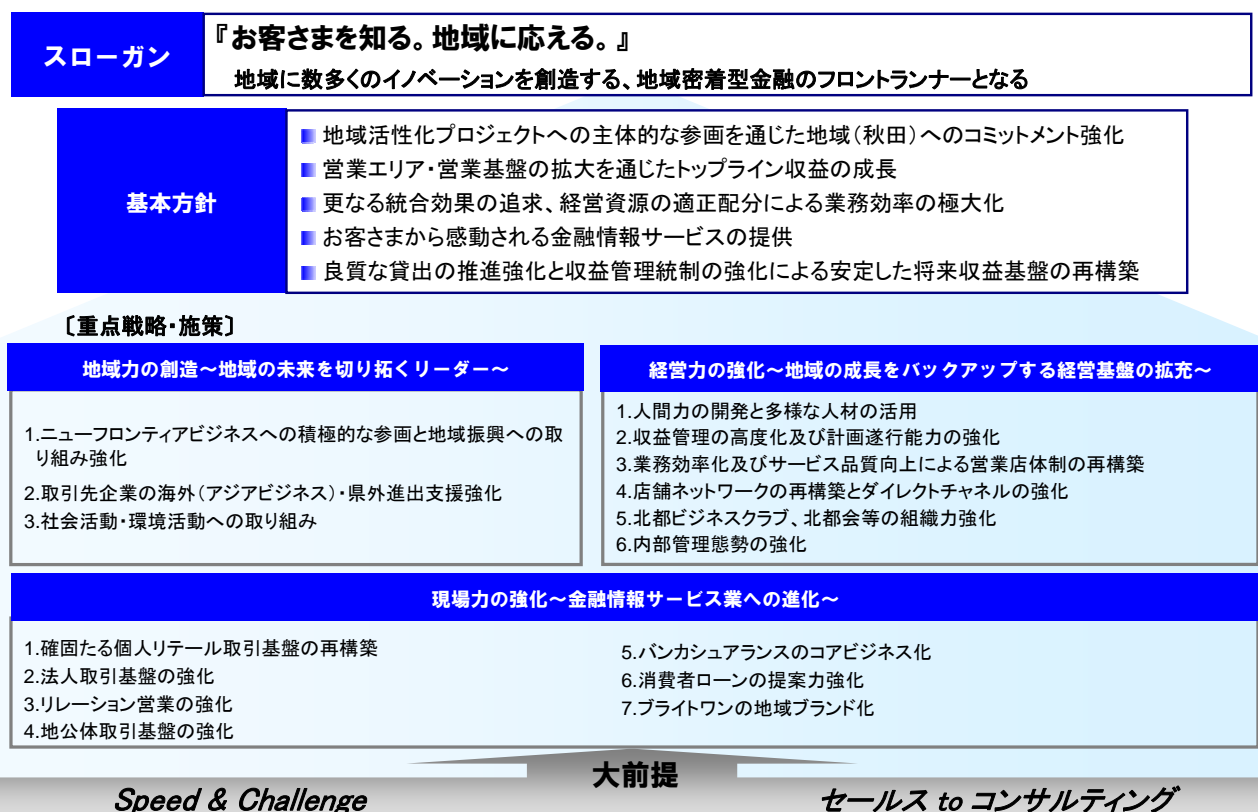 スローガン
『お客さまを知る。地域に応える。』
地域に数多くのイノベーションを創造する、地域密着型金融のフロントランナーとなる
基本方針
地域活性化プロジェクトへの主体的な参画を通じた地域(秋田)へのコミットメント強化
営業エリア・営業基盤の拡大を通じたトップライン収益の成長
更なる統合効果の追求、経営資源の適正配分による業務効率の極大化
お客さまから感動される金融情報サービスの提供
良質な貸出の推進強化と収益管理統制の強化による安定した将来収益基盤の再構築
〔重点戦略・施策〕
地域力の創造～地域の未来を切り拓くリーダー～
1.ニューフロンティアビジネスへの積極的な参画と地域振興への取
り組み強化
2.取引先企業の海外(アジアビジネス)・県外進出支援強化
3.社会活動・環境活動への取り組み
経営力の強化～地域の成長をバックアップする経営基盤の拡充～
1.人間力の開発と多様な人材の活用
2.収益管理の高度化及び計画遂行能力の強化
3.業務効率化及びサービス品質向上による営業店体制の再構築
4.店舗ネットワークの再構築とダイレクトチャネルの強化
5.北都ビジネスクラブ、北都会等の組織力強化
6.内部管理態勢の強化
現場力の強化～金融情報サービス業への進化～
1.確固たる個人リテール取引基盤の再構築
2.法人取引基盤の強化
3.リレーション営業の強化
4.地公体取引基盤の強化
5.バンカシュアランスのコアビジネス化
6.消費者ローンの提案力強化
7.ブライトワンの地域ブランド化
大前提
Speed & Challenge
セールス to コンサルティング